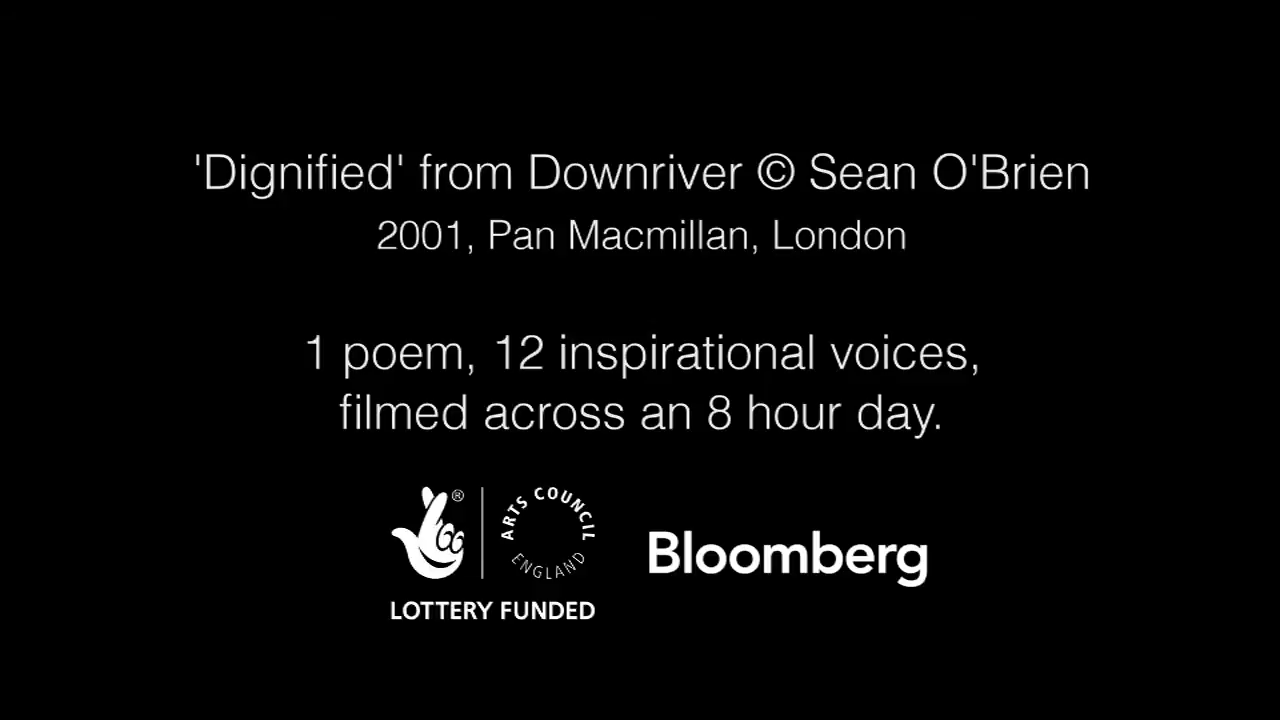 'Dignified' from Downriver © Sean O'Brien
2001, Pan Macmillan, London
1 poem, 12 inspirational voices,
filmed across an 8 hour day.
®
ARTS COUNCIL
ENGLAND
LOTTERY FUNDED
Bloomberg